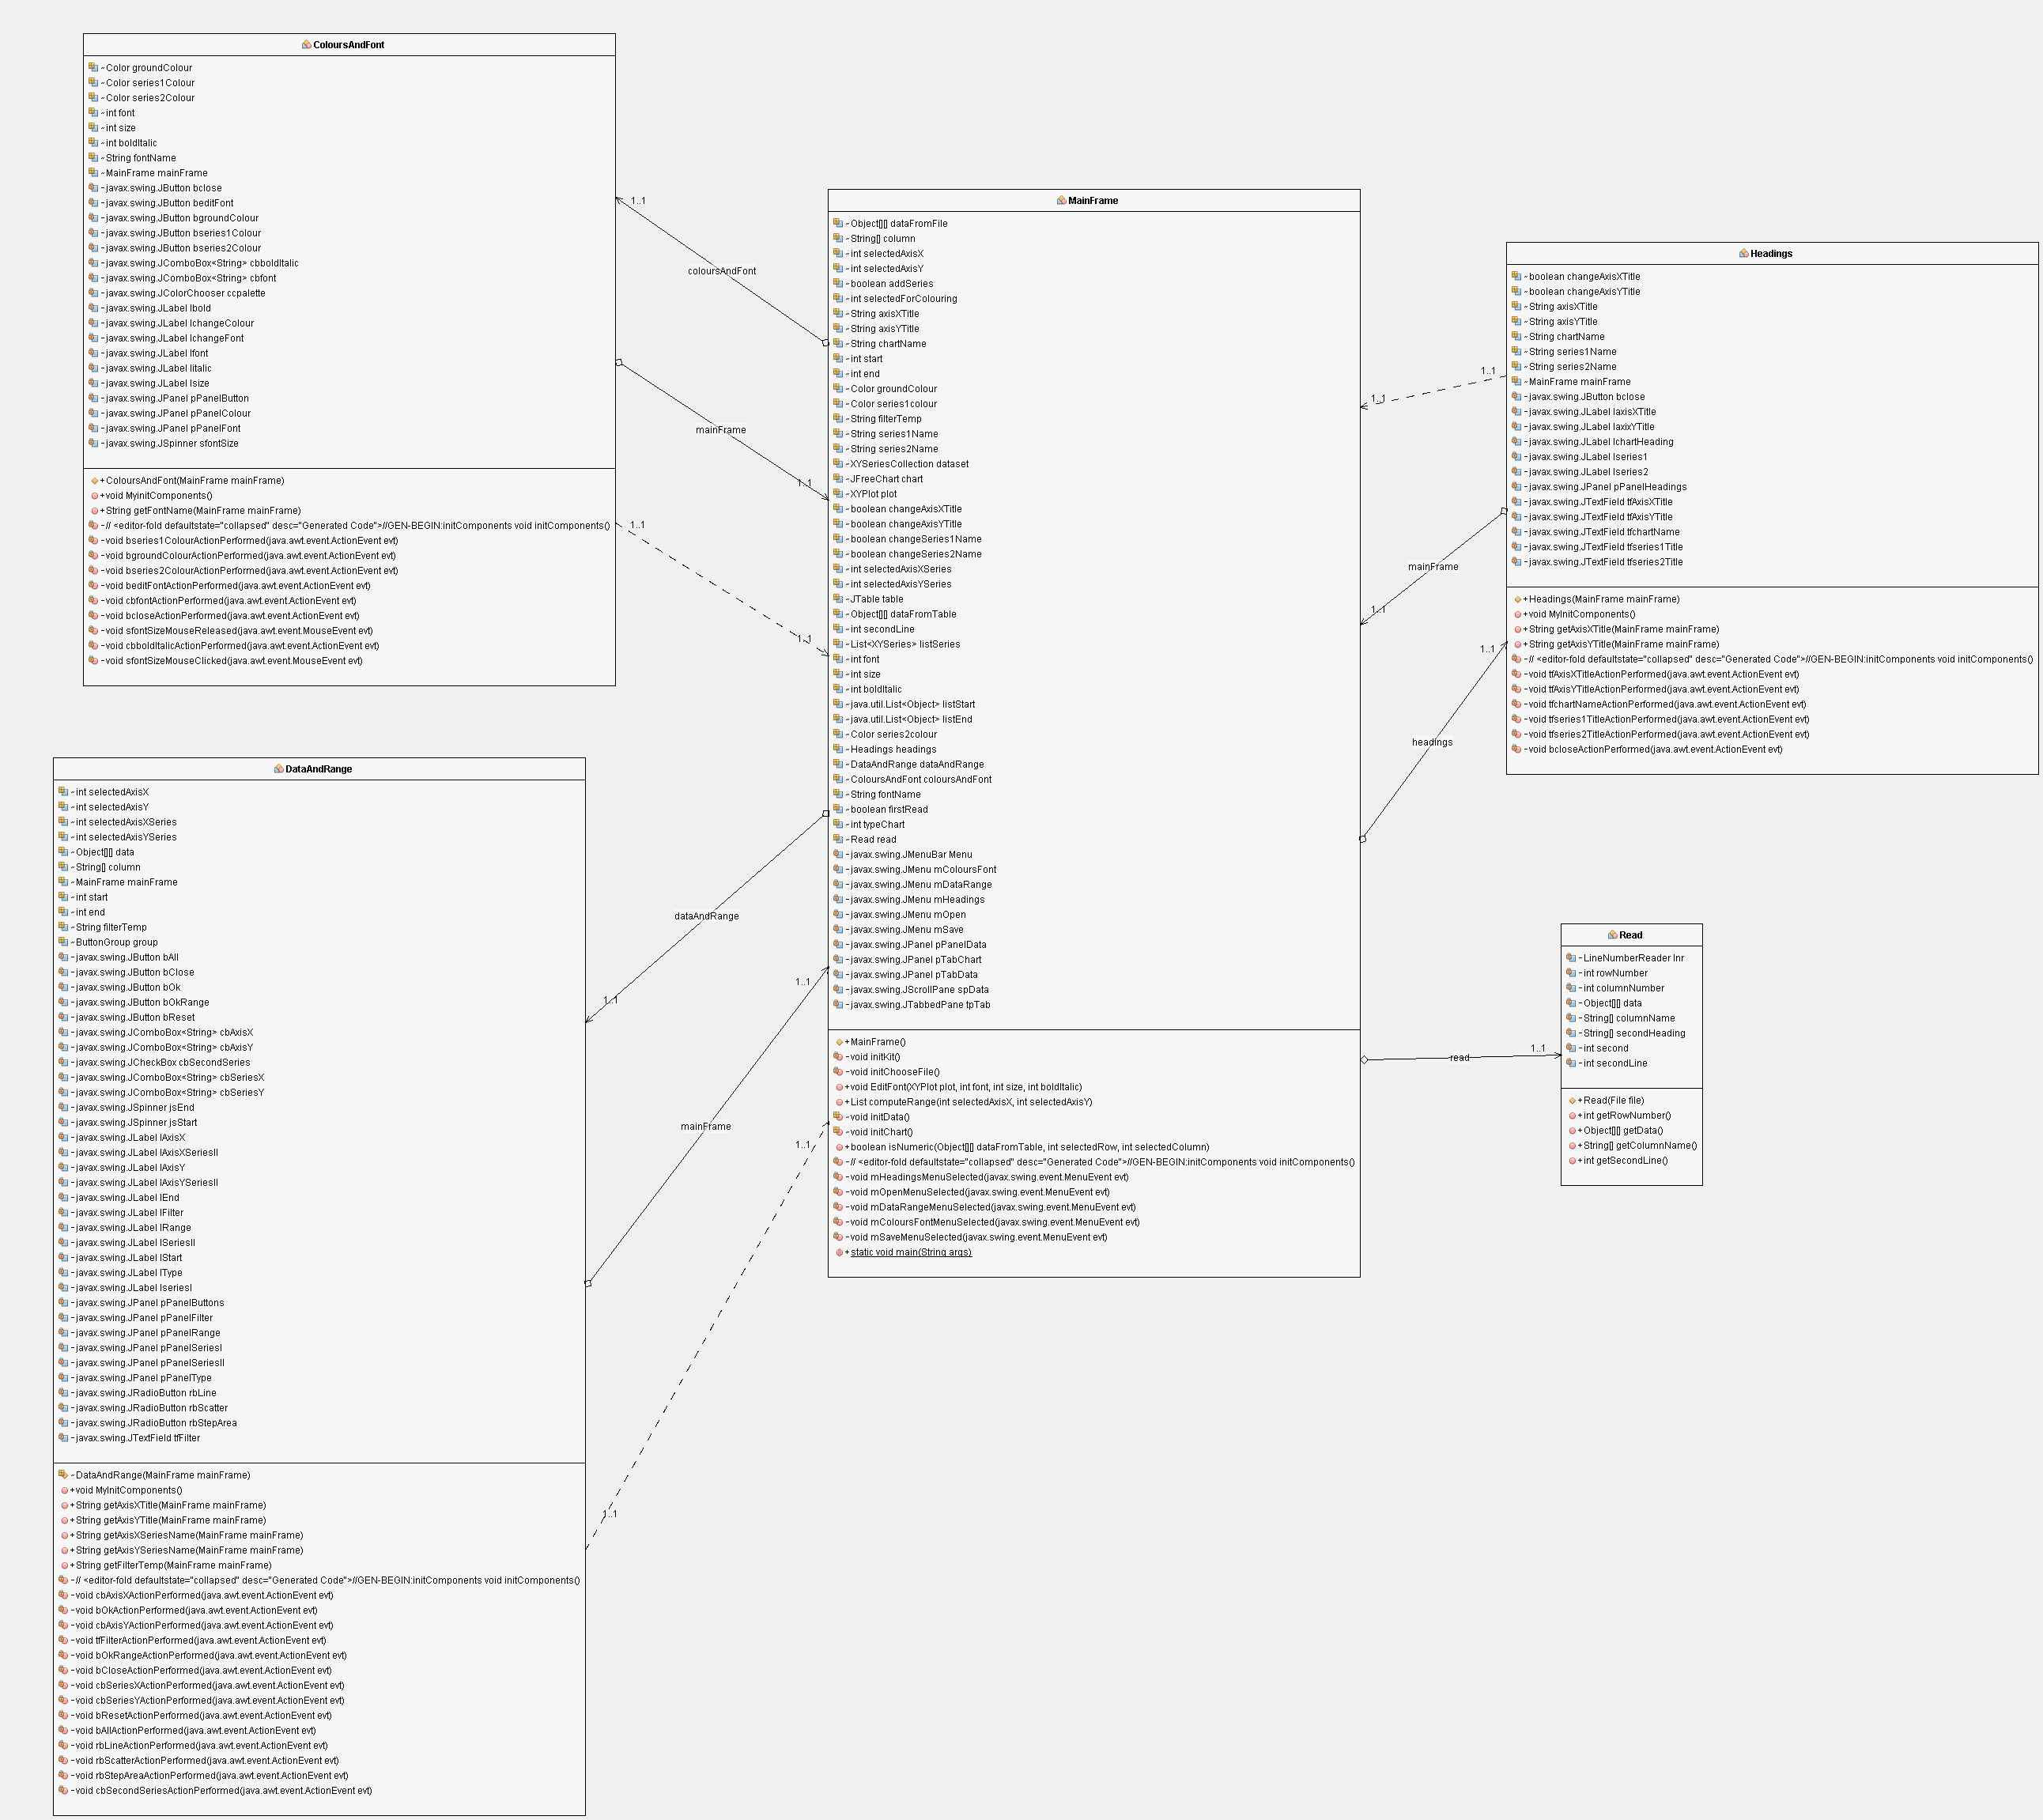 ColoursAndFont
~Color groundColour
~Color series1Colour
~Color series2Colour
~int font
~int size
~int boldItalic
~String fontName
~MainFrame mainFrame
-javax.swing.JButton bclose
-javax.swing.JButton beditFont
-javax.swing.JButton bgroundColour
-javax.swing.JButton bseries1Colour
-javax.swing.JButton bseries2Colour
-javax.swing.JComboBox<String> cbboldItalic
-javax.swing.JComboBox<String> cbfont
-javax.swing.JColorChooser ccpalette
-javax.swing.JLabel lbold
-javax.swing.JLabel lchangeColour
-javax.swing.JLabel lchangeFont
-javax.swing.JLabel lfont
-javax.swing.JLabel litalic
-javax.swing.JLabel lsize
-javax.swing.JPanel pPanelButton
-javax.swing.JPanel pPanelColour
-javax.swing.JPanel pPanelFont
-javax.swing.JSpinner sfontSize
+ColoursAndFont(MainFrame mainFrame)
+void MyinitComponents()
+String getFontName(MainFrame mainFrame)
-// <editor-fold defaultstate="collapsed" desc="Generated Code">//GEN-BEGIN:initComponents void initComponents()
-void bseries1ColourActionPerformed(java.awt.event.ActionEvent evt)
-void bgroundColourActionPerformed(java.awt.event.ActionEvent evt)
-void bseries2ColourActionPerformed(java.awt.event.ActionEvent evt)
-void beditFontActionPerformed(java.awt.event.ActionEvent evt)
-void cbfontActionPerformed(java.awt.event.ActionEvent evt)
-void bcloseActionPerformed(java.awt.event.ActionEvent evt)
-void sfontSizeMouseReleased(java.awt.event.MouseEvent evt)
-void cbboldItalicActionPerformed(java.awt.event.ActionEvent evt)
-void sfontSizeMouseClicked(java.awt.event.MouseEvent evt)
1..1
coloursAndFont
mainFrame
1..1
1..1
1..1
MainFrame
~Object[][] dataFromFile
~String[] column
~int selectedAxisX
~int selectedAxisY
~boolean addSeries
~int selectedForColouring
~String axisXTitle
~String axisYTitle
~String chartName
~int start
~int end
~Color groundColour
~Color series1colour
~String filterTemp
~String series1Name
~String series2Name
~XYSeriesCollection dataset
~JFreeChart chart
~XYPlot plot
~boolean changeAxisXTitle
~boolean changeAxisYTitle
~boolean changeSeries1Name
~boolean changeSeries2Name
~int selectedAxisXSeries
~int selectedAxisYSeries
~JTable table
~Object[][] dataFromTable
~int secondLine
~List<XYSeries> listSeries
~int font
~int size
~int boldItalic
~java.util.List<Object> listStart
~java.util.List<Object> listEnd
~Color series2colour
~Headings headings
~DataAndRange dataAndRange
~ColoursAndFont coloursAndFont
~String fontName
~boolean firstRead
~int typeChart
~Read read
-javax.swing.JMenuBar Menu
-javax.swing.JMenu mColoursFont
-javax.swing.JMenu mDataRange
-javax.swing.JMenu mHeadings
-javax.swing.JMenu mOpen
-javax.swing.JMenu mSave
-javax.swing.JPanel pPanelData
-javax.swing.JPanel pTabChart
-javax.swing.JPanel pTabData
-javax.swing.JScrollPane spData
-javax.swing.JTabbedPane tpTab
+MainFrame()
-void initKit()
-void initChooseFile()
+void EditFont(XYPlot plot, int font, int size, int boldItalic)
+List computeRange(int selectedAxisX, int selectedAxisY)
~void initData()
~void initChart()
+boolean isNumeric(Object[][] dataFromTable, int selectedRow, int selectedColumn)
-// <editor-fold defaultstate="collapsed" desc="Generated Code">//GEN-BEGIN:initComponents void initComponents()
-void mHeadingsMenuSelected(javax.swing.event.MenuEvent evt)
-void mOpenMenuSelected(javax.swing.event.MenuEvent evt)
-void mDataRangeMenuSelected(javax.swing.event.MenuEvent evt)
-void mColoursFontMenuSelected(javax.swing.event.MenuEvent evt)
-void mSaveMenuSelected(javax.swing.event.MenuEvent evt)
+static void main(String args)
1..1
1..1
mainFrame
1..1
1..1
headings
Headings
~boolean changeAxisXTitle
~boolean changeAxisYTitle
~String axisXTitle
~String axisYTitle
~String chartName
~String series1Name
~String series2Name
~MainFrame mainFrame
-javax.swing.JButton bclose
-javax.swing.JLabel laxisXTitle
-javax.swing.JLabel laxixYTitle
-javax.swing.JLabel lchartHeading
-javax.swing.JLabel lseries1
-javax.swing.JLabel lseries2
-javax.swing.JPanel pPanelHeadings
-javax.swing.JTextField tfAxisXTitle
-javax.swing.JTextField tfAxisYTitle
-javax.swing.JTextField tfchartName
-javax.swing.JTextField tfseries1Title
-javax.swing.JTextField tfseries2Title
+Headings(MainFrame mainFrame)
+void MyInitComponents()
+String getAxisXTitle(MainFrame mainFrame)
+String getAxisYTitle(MainFrame mainFrame)
-// <editor-fold defaultstate="collapsed" desc="Generated Code">//GEN-BEGIN:initComponents void initComponents()
-void tfAxisXTitleActionPerformed(java.awt.event.ActionEvent evt)
-void tfAxisYTitleActionPerformed(java.awt.event.ActionEvent evt)
-void tfchartNameActionPerformed(java.awt.event.ActionEvent evt)
-void tfseries1TitleActionPerformed(java.awt.event.ActionEvent evt)
-void tfseries2TitleActionPerformed(java.awt.event.ActionEvent evt)
-void bcloseActionPerformed(java.awt.event.ActionEvent evt)
DataAndRange
~int selectedAxisX
~int selectedAxisY
~int selectedAxisXSeries
~int selectedAxisYSeries
~Object[][] data
~String[] column
~MainFrame mainFrame
~int start
~int end
~String filterTemp
~ButtonGroup group
-javax.swing.JButton bAll
-javax.swing.JButton bClose
-javax.swing.JButton bOk
-javax.swing.JButton bOkRange
-javax.swing.JButton bReset
-javax.swing.JComboBox<String> cbAxisX
-javax.swing.JComboBox<String> cbAxisY
-javax.swing.JCheckBox cbSecondSeries
-javax.swing.JComboBox<String> cbSeriesX
-javax.swing.JComboBox<String> cbSeriesY
-javax.swing.JSpinner jsEnd
-javax.swing.JSpinner jsStart
-javax.swing.JLabel lAxisX
-javax.swing.JLabel lAxisXSeriesII
-javax.swing.JLabel lAxisY
-javax.swing.JLabel lAxisYSeriesII
-javax.swing.JLabel lEnd
-javax.swing.JLabel lFilter
-javax.swing.JLabel lRange
-javax.swing.JLabel lSeriesII
-javax.swing.JLabel lStart
-javax.swing.JLabel lType
-javax.swing.JLabel lseriesI
-javax.swing.JPanel pPanelButtons
-javax.swing.JPanel pPanelFilter
-javax.swing.JPanel pPanelRange
-javax.swing.JPanel pPanelSeriesI
-javax.swing.JPanel pPanelSeriesII
-javax.swing.JPanel pPanelType
-javax.swing.JRadioButton rbLine
-javax.swing.JRadioButton rbScatter
-javax.swing.JRadioButton rbStepArea
-javax.swing.JTextField tfFilter
~DataAndRange(MainFrame mainFrame)
+void MyInitComponents()
+String getAxisXTitle(MainFrame mainFrame)
+String getAxisYTitle(MainFrame mainFrame)
+String getAxisXSeriesName(MainFrame mainFrame)
+String getAxisYSeriesName(MainFrame mainFrame)
+String getFilterTemp(MainFrame mainFrame)
-// <editor-fold defaultstate="collapsed" desc="Generated Code">//GEN-BEGIN:initComponents void initComponents()
-void cbAxisXActionPerformed(java.awt.event.ActionEvent evt)
-void bOkActionPerformed(java.awt.event.ActionEvent evt)
-void cbAxisYActionPerformed(java.awt.event.ActionEvent evt)
-void tfFilterActionPerformed(java.awt.event.ActionEvent evt)
-void bOkRangeActionPerformed(java.awt.event.ActionEvent evt)
-void bCloseActionPerformed(java.awt.event.ActionEvent evt)
-void cbSeriesXActionPerformed(java.awt.event.ActionEvent evt)
-void cbSeriesYActionPerformed(java.awt.event.ActionEvent evt)
-void bResetActionPerformed(java.awt.event.ActionEvent evt)
-void bAllActionPerformed(java.awt.event.ActionEvent evt)
-void rbLineActionPerformed(java.awt.event.ActionEvent evt)
-void rbScatterActionPerformed(java.awt.event.ActionEvent evt)
-void rbStepAreaActionPerformed(java.awt.event.ActionEvent evt)
-void cbSecondSeriesActionPerformed(java.awt.event.ActionEvent evt)
dataAndRange
1..1
1..1
mainFrame
1..1
1..1
read
1..1
Read
-LineNumberReader lnr
-int rowNumber
-int columnNumber
-Object[][] data
-String[] columnName
-String[] secondHeading
-int second
-int secondLine
+Read(File file)
+int getRowNumber()
+Object[][] getData()
+String[] getColumnName()
+int getSecondLine()